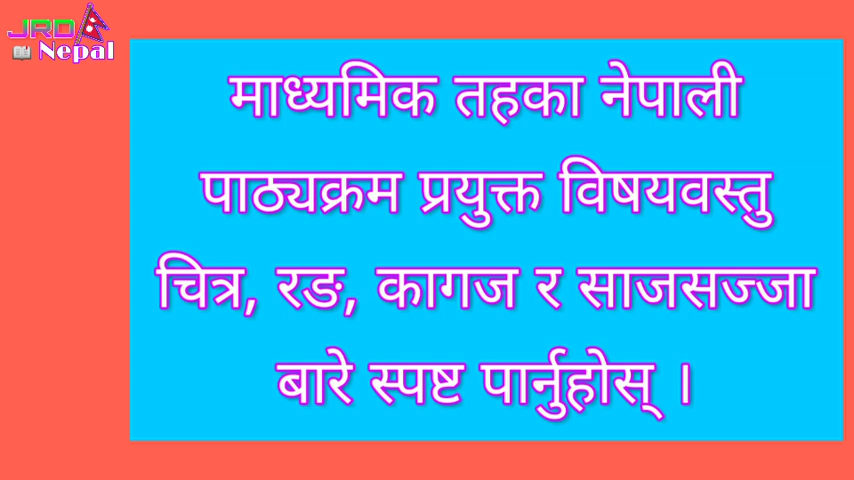 JRD
Nepal
माध्यमिक तहका नेपाली
पाठ्यक्रम प्रयुक्त विषयवस्तु
चित्र, रङ, कागज र साजसज्जा
बारे स्पष्ट पार्नुहोस् ।